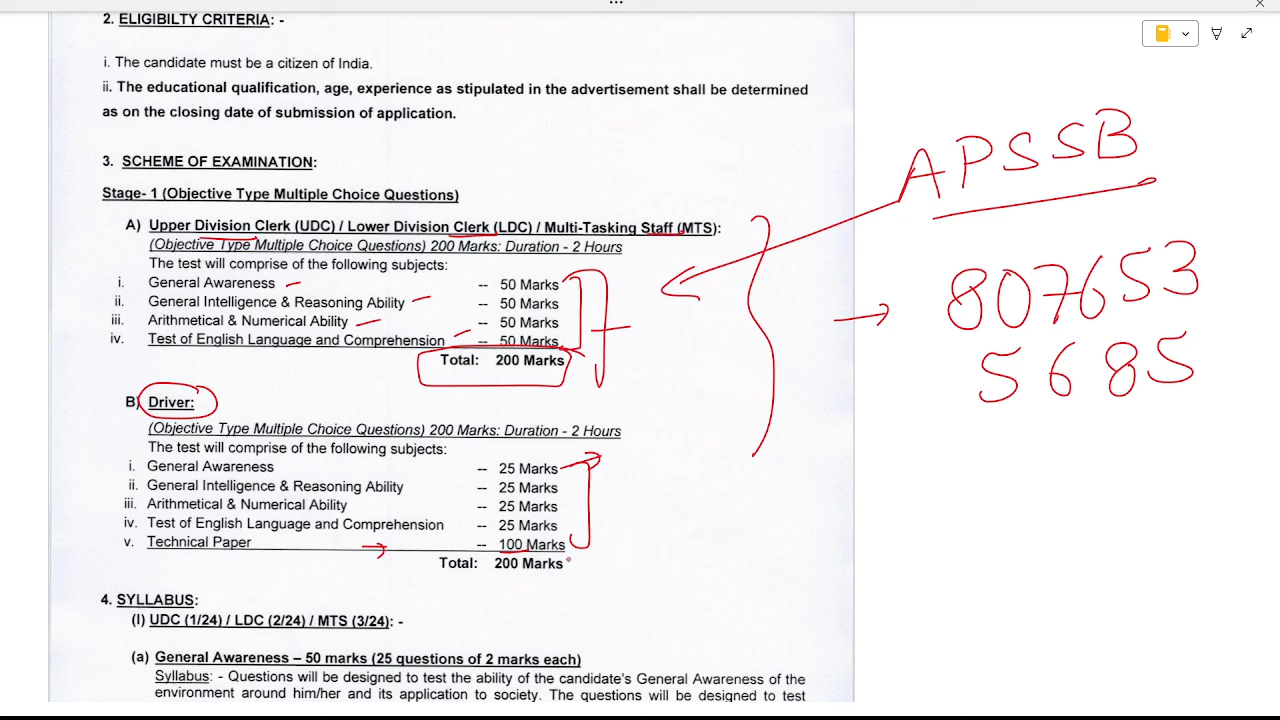 2. ELIGIBILTY CRITERIA: -
i. The candidate must be a citizen of India.
ii. The educational qualification, age, experience as stipulated in the advertisement shall be determined
as on the closing date of submission of application.
3. SCHEME OF EXAMINATION:
Stage- 1 (Objective Type Multiple Choice Questions)
A) Upper Division Clerk (UDC) / Lower Division Clerk (LDC) / Multi-Tasking Staff (MTS):
(Objective Type Multiple Choice Questions) 200 Marks: Duration - 2 Hours
The test will comprise of the following subjects:
i. General Awareness -- 50 Marks
ii. General Intelligence & Reasoning Ability -- 50 Marks
iii. Arithmetical & Numerical Ability -- 50 Marks
iv. Test of English Language and Comprehension -- 50 Marks
Total: 200 Marks
B) Driver:
(Objective Type Multiple Choice Questions) 200 Marks: Duration - 2 Hours
The test will comprise of the following subjects:
i. General Awareness -- 25 Marks
ii. General Intelligence & Reasoning Ability -- 25 Marks
iii. Arithmetical & Numerical Ability -- 25 Marks
iv. Test of English Language and Comprehension -- 25 Marks
v. Technical Paper -- 100 Marks
Total: 200 Marks
4. SYLLABUS:
(I) UDC (1/24) / LDC (2/24) / MTS (3/24): -
(a) General Awareness – 50 marks (25 questions of 2 marks each)
Syllabus: - Questions will be designed to test the ability of the candidate's General Awareness of the
environment around him/her and its application to society. The questions will be designed to test
APSSB
807653
5685